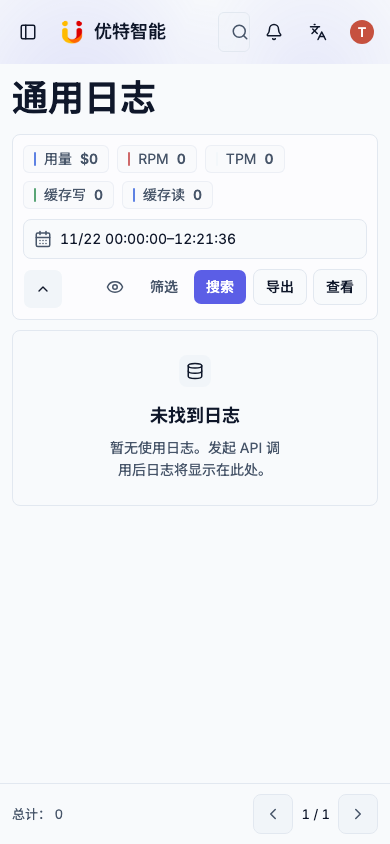 优特智能
T
通用日志
用量 $0
RPM 0
TPM 0
缓存写 0
缓存读 0
11/22 00:00:00–12:21:36
筛选
搜索
导出
查看
未找到日志
暂无使用日志。发起 API 调
用后日志将显示在此处。
总计： 0
1 / 1